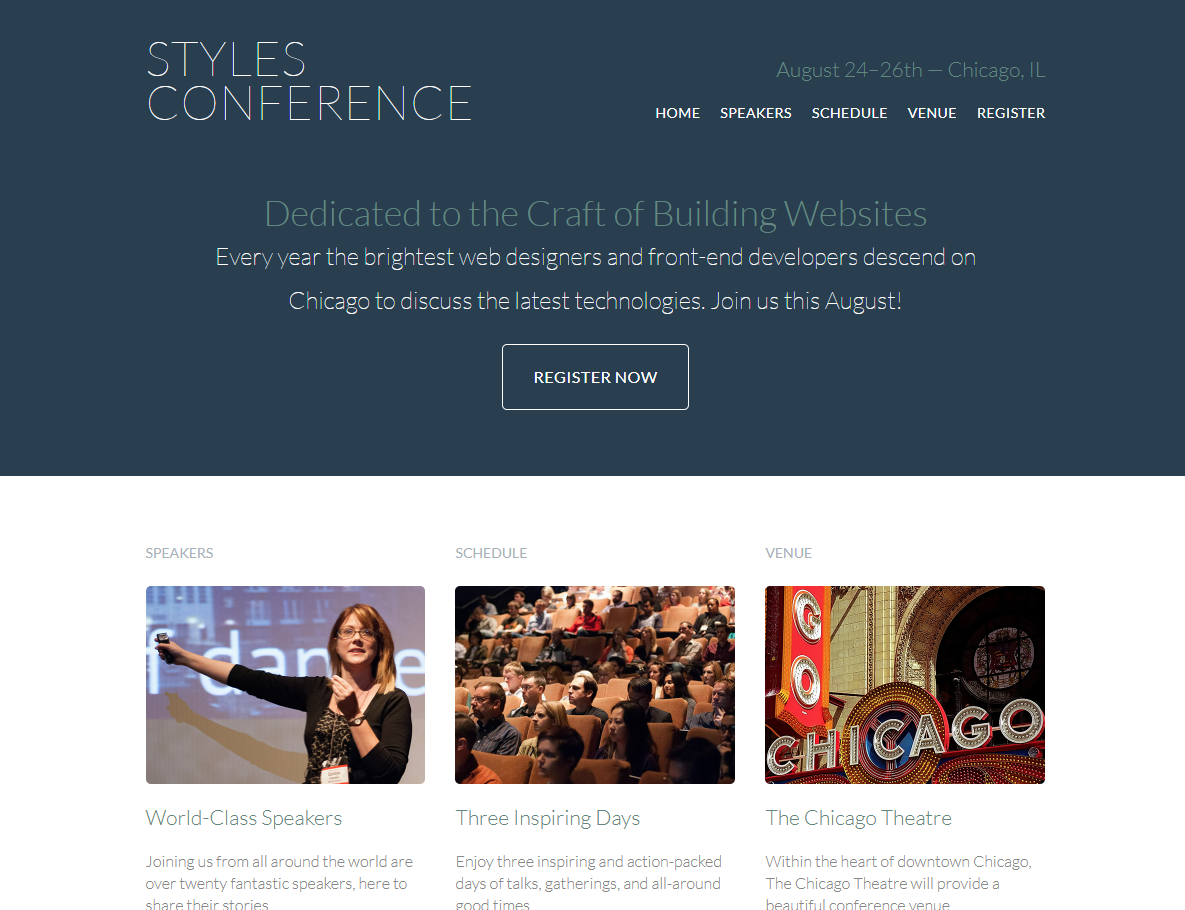 STYLES
CONFERENCE
August 24–26th — Chicago, IL
HOME SPEAKERS SCHEDULE VENUE REGISTER
Dedicated to the Craft of Building Websites
Every year the brightest web designers and front-end developers descend on
Chicago to discuss the latest technologies. Join us this August!
REGISTER NOW
SPEAKERS
f dance
World-Class Speakers
Joining us from all around the world are
over twenty fantastic speakers, here to
share their stories
SCHEDULE
Three Inspiring Days
Enjoy three inspiring and action-packed
days of talks, gatherings, and all-around
good times
VENUE
GO
CHICAGO
The Chicago Theatre
Within the heart of downtown Chicago,
The Chicago Theatre will provide a
beautiful conference venue